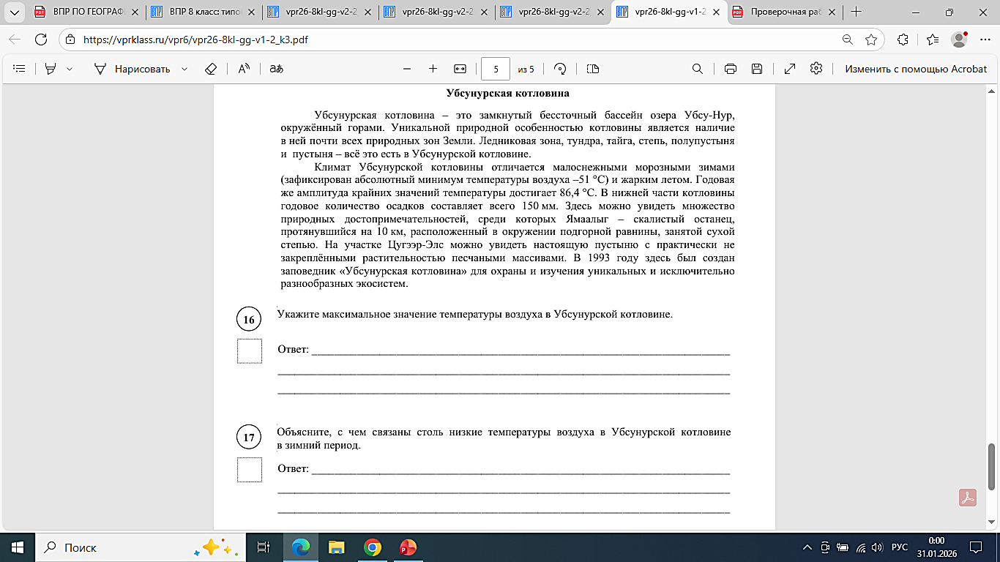 ВПР ПО ГЕОГРАФ
ВПР 8 класс: типо
vpr26-8kl-gg-v2-2
vpr26-8kl-gg-v2-2
vpr26-8kl-gg-v2-2
vpr26-8kl-gg-v1-2
Проверочная раб
https://vprklass.ru/vpr6/vpr26-8kl-gg-v1-2_k3.pdf
Нарисовать
аあ
5 из 5
Изменить с помощью Acrobat
Убсунурская котловина
Убсунурская котловина – это замкнутый бессточный бассейн озера Убсу-Нур,
окружённый горами. Уникальной природной особенностью котловины является наличие
в ней почти всех природных зон Земли. Ледниковая зона, тундра, тайга, степь, полупустыня
и пустыня – всё это есть в Убсунурской котловине.
Климат Убсунурской котловины отличается малоснежными морозными зимами
(зафиксирован абсолютный минимум температуры воздуха –51 °С) и жарким летом. Годовая
же амплитуда крайних значений температуры достигает 86,4 °С. В нижней части котловины
годовое количество осадков составляет всего 150 мм. Здесь можно увидеть множество
природных достопримечательностей, среди которых Ямаалыг – скалистый останец,
протянувшийся на 10 км, расположенный в окружении подгорной равнины, занятой сухой
степью. На участке Цугээр-Элс можно увидеть настоящую пустыню с практически не
закреплёнными растительностью песчаными массивами. В 1993 году здесь был создан
заповедник «Убсунурская котловина» для охраны и изучения уникальных и исключительно
разнообразных экосистем.
16 Укажите максимальное значение температуры воздуха в Убсунурской котловине.
Ответ:
17 Объясните, с чем связаны столь низкие температуры воздуха в Убсунурской котловине
в зимний период.
Ответ:
Поиск
РУС
0:00
31.01.2026